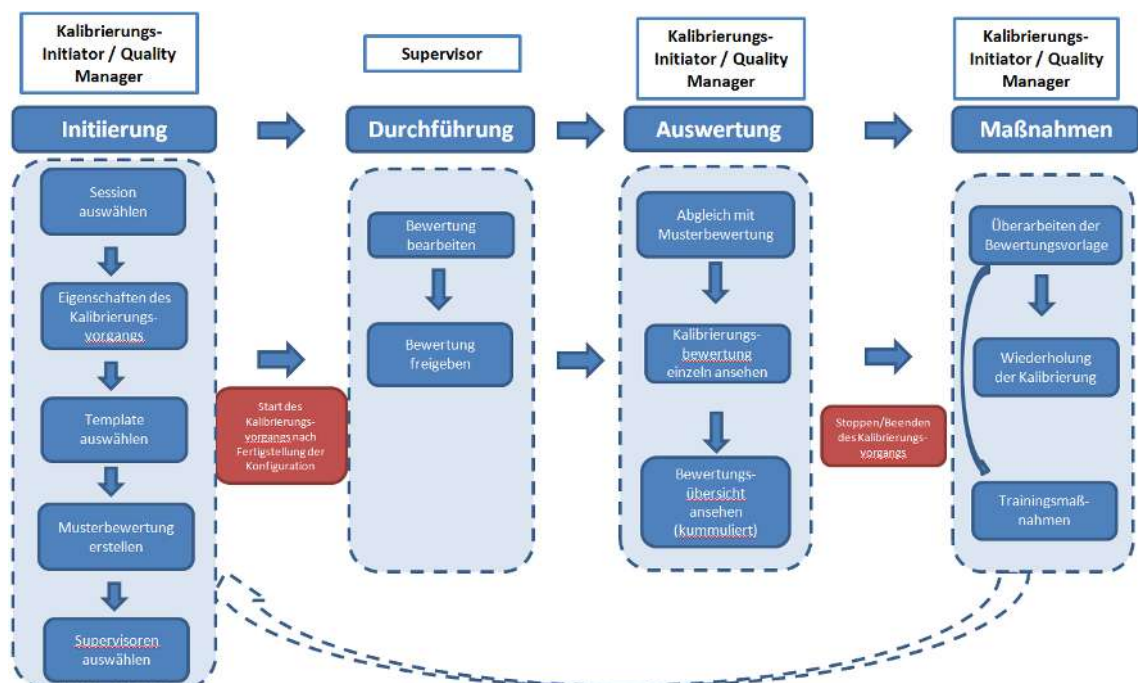 Kalibrierungs-
Initiator / Quality
Manager
Supervisor
Kalibrierungs-
Initiator / Quality
Manager
Kalibrierungs-
Initiator / Quality
Manager
Initiierung
Durchführung
Auswertung
Maßnahmen
Session
auswählen
Eigenschaften des
Kalibrierungs-
vorgangs
Template
auswählen
Musterbewertung
erstellen
Supervisoren
auswählen
Start des
Kalibrierungs-
vorgangs nach
Fertigstellung der
Konfiguration
Bewertung
bearbeiten
Bewertung
freigeben
Abgleich mit
Musterbewertung
Kalibrierungs-
bewertung
einzeln ansehen
Bewertungs-
übersicht
ansehen
(kummuliert)
Stoppen/Beenden
des Kalibrierungs-
vorgangs
Überarbeiten der
Bewertungsvorlage
Wiederholung
der Kalibrierung
Trainingsmaß-
nahmen